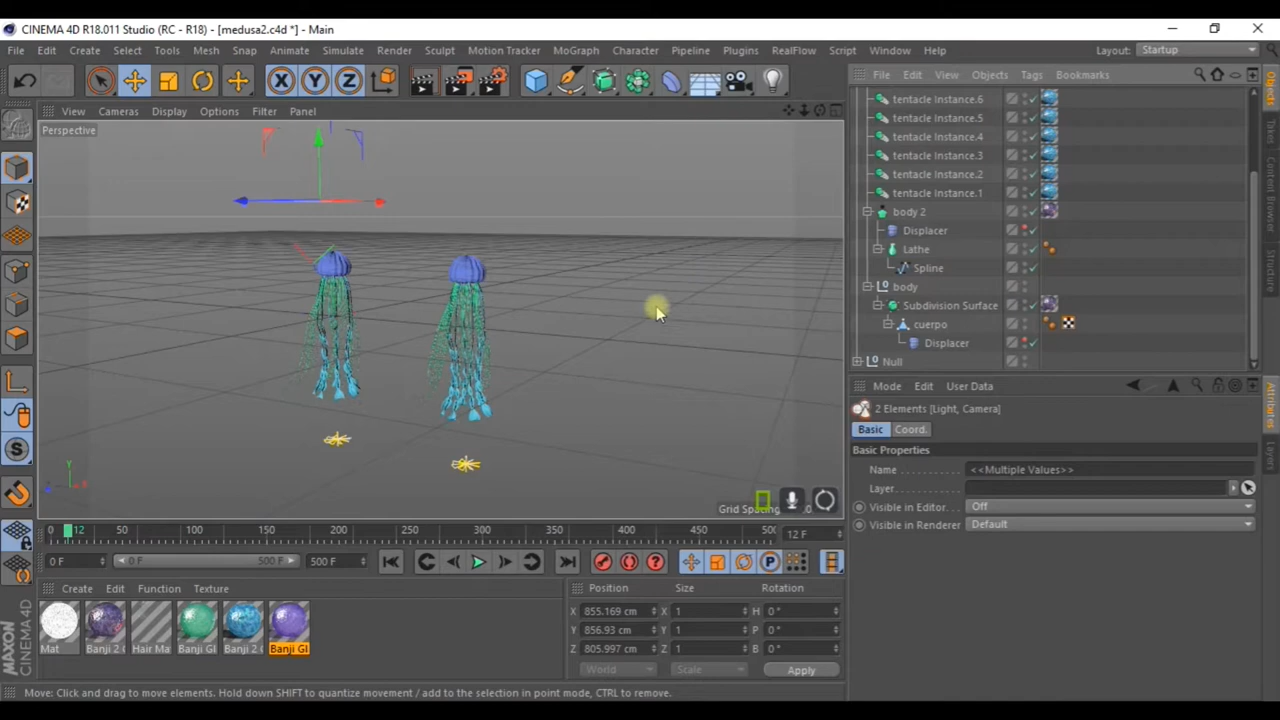 CINEMA 4D R18.011 Studio (RC - R18) - [medusa2.c4d *] - Main
File Edit Create Select Tools Mesh Snap Animate Simulate Render Sculpt Motion Tracker MoGraph Character Pipeline Plugins RealFlow Script Window Help Layout: Startup
X Y Z
File Edit View Objects Tags Bookmarks
View Cameras Display Options Filter Panel
Perspective
tentacle Instance.6
tentacle Instance.5
tentacle Instance.4
tentacle Instance.3
tentacle Instance.2
tentacle Instance.1
body 2
Displacer
Lathe
Spline
body
Subdivision Surface
cuerpo
Displacer
Null
Objects
Takes
Content Browser
Structure
Mode Edit User Data
2 Elements [Light, Camera]
Basic Coord.
Basic Properties
Name <<Multiple Values>>
Layer
Visible in Editor Off
Visible in Renderer Default
Attributes
Layers
Y
Grid Spacing
0 12 50 100 150 200 250 300 350 400 450 12 F
0 F 0 F 500 F 500 F
P
Create Edit Function Texture
Mat Banji 2 Hair Ma Banji Gl Banji 2 Banji Gl
Position Size Rotation
X 855.169 cm X 1 H 0 °
Y 856.93 cm Y 1 P 0 °
Z 805.997 cm Z 1 B 0 °
World Scale Apply
MAXON
CINEMA 4D
Move: Click and drag to move elements. Hold down SHIFT to quantize movement / add to the selection in point mode, CTRL to remove.